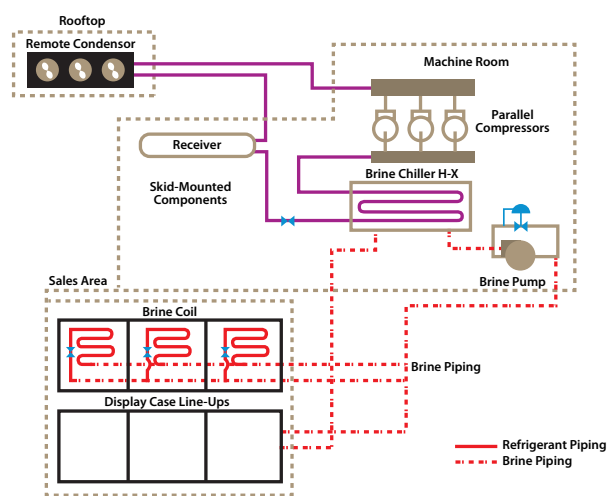 Rooftop
Remote Condensor
Machine Room
Parallel
Compressors
Receiver
Brine Chiller H-X
Skid-Mounted
Components
Sales Area
Brine Pump
Brine Coil
Brine Piping
Display Case Line-Ups
Refrigerant Piping
Brine Piping